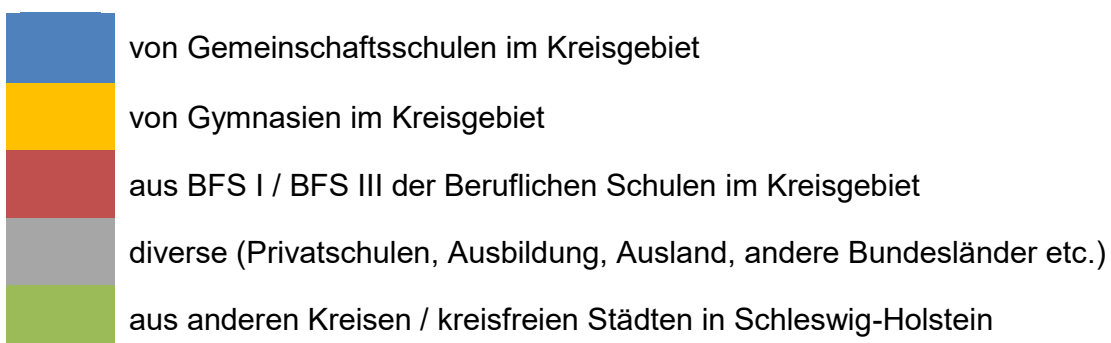 von Gemeinschaftsschulen im Kreisgebiet
von Gymnasien im Kreisgebiet
aus BFS I / BFS III der Beruflichen Schulen im Kreisgebiet
diverse (Privatschulen, Ausbildung, Ausland, andere Bundesländer etc.)
aus anderen Kreisen / kreisfreien Städten in Schleswig-Holstein